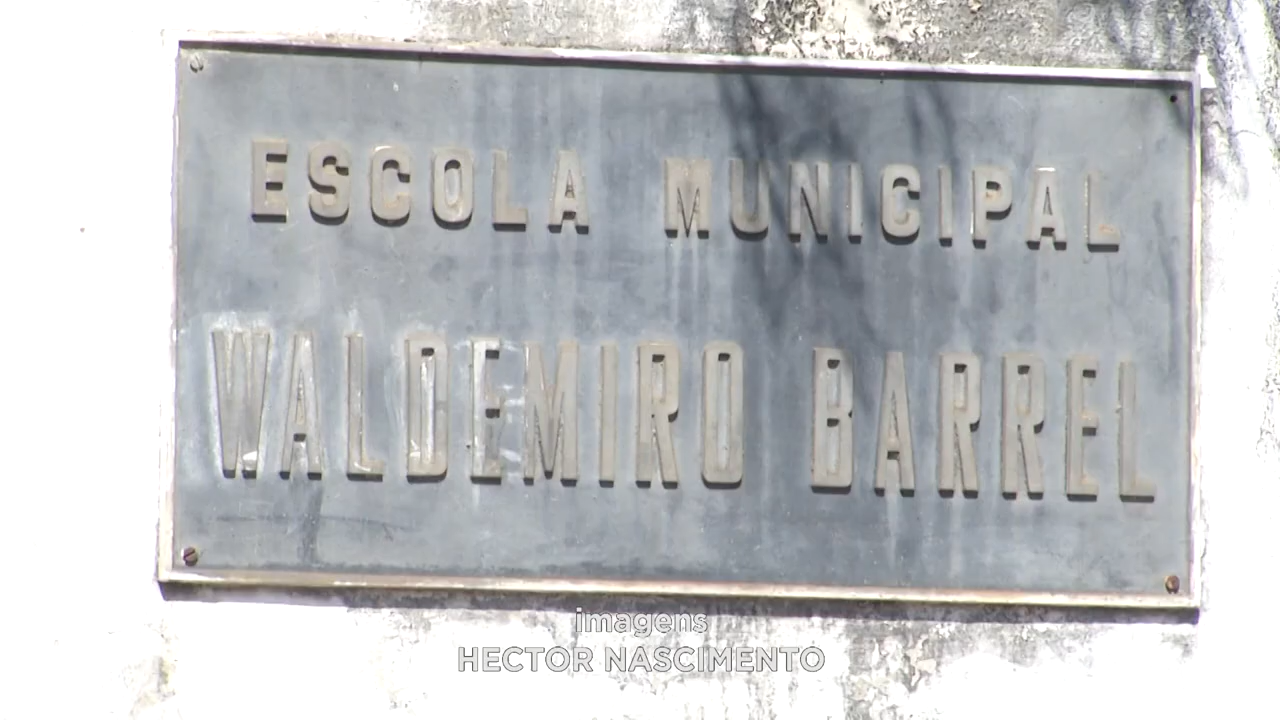 ESCOLA MUNICIPAL
WALDEMIRO BARREL
imagens
HECTOR NASCIMENTO